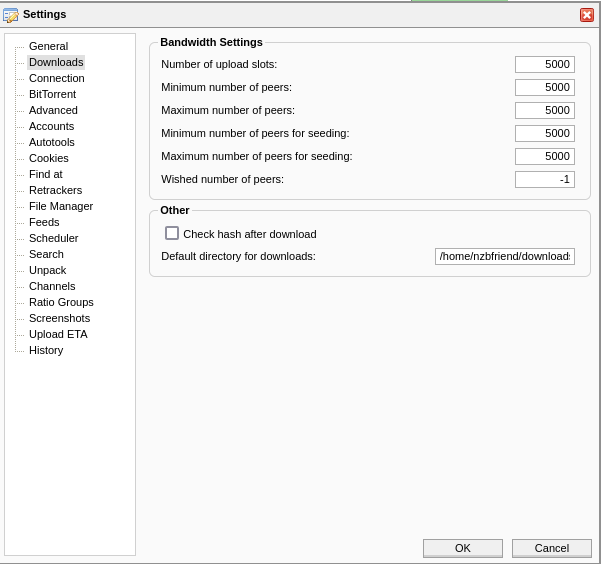 Settings
General
Downloads
Connection
BitTorrent
Advanced
Accounts
Autotools
Cookies
Find at
Retrackers
File Manager
Feeds
Scheduler
Search
Unpack
Channels
Ratio Groups
Screenshots
Upload ETA
History
Bandwidth Settings
Number of upload slots: 5000
Minimum number of peers: 5000
Maximum number of peers: 5000
Minimum number of peers for seeding: 5000
Maximum number of peers for seeding: 5000
Wished number of peers: -1
Other
Check hash after download
Default directory for downloads: /home/nzbfriend/download
OK Cancel